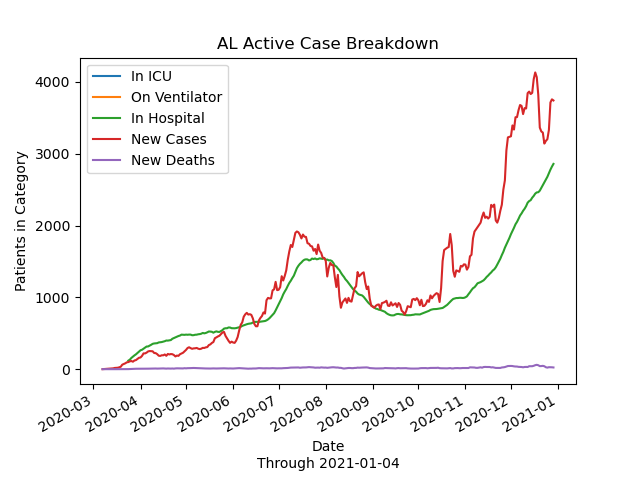 AL Active Case Breakdown
In ICU
On Ventilator
In Hospital
New Cases
New Deaths
Patients in Category
4000
3000
2000
1000
0
2020-03
2020-04
2020-05
2020-06
2020-07
2020-08
2020-09
2020-10
2020-11
2020-12
2021-01
Date
Through 2021-01-04